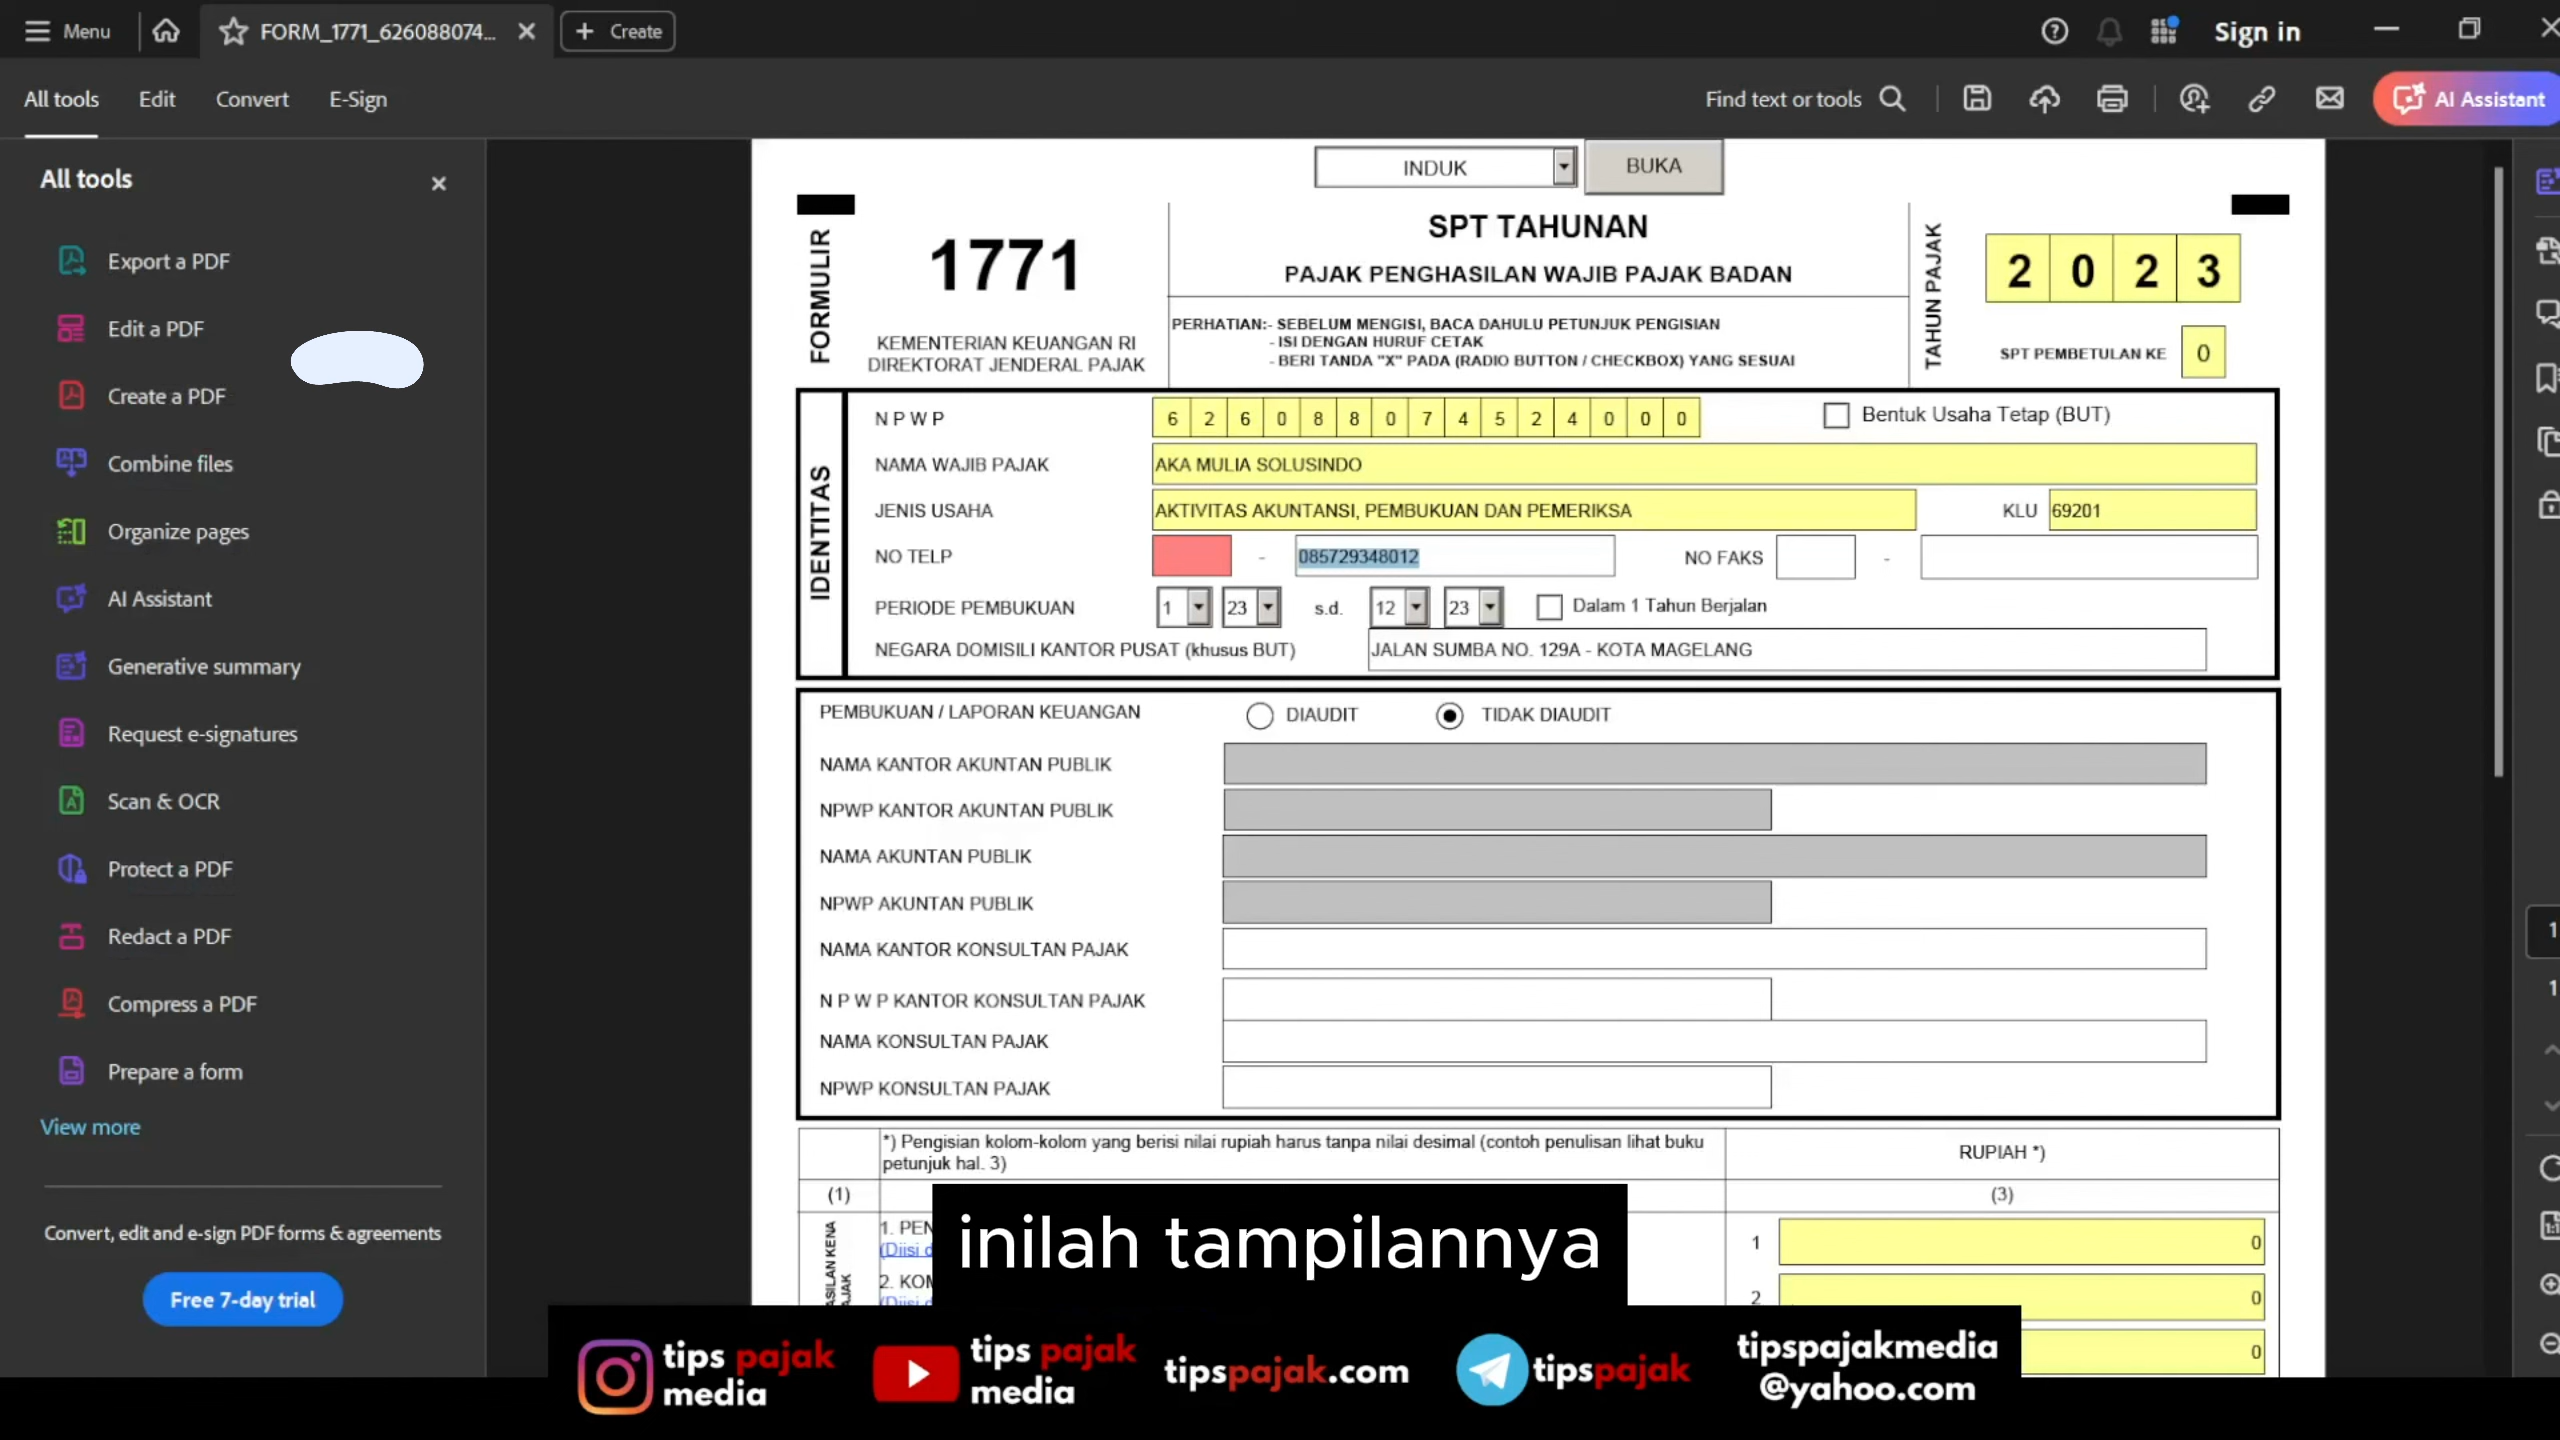 Menu
FORM_1771_626088074...
Create
Sign in
All tools
Edit
Convert
E-Sign
Find text or tools
AI Assistant
All tools
Export a PDF
Edit a PDF
Create a PDF
Combine files
Organize pages
AI Assistant
Generative summary
Request e-signatures
Scan & OCR
Protect a PDF
Redact a PDF
Compress a PDF
Prepare a form
View more
Convert, edit and e-sign PDF forms & agreements
Free 7-day trial
INDUK
BUKA
FORMULIR
1771
KEMENTERIAN KEUANGAN RI
DIREKTORAT JENDERAL PAJAK
SPT TAHUNAN
PAJAK PENGHASILAN WAJIB PAJAK BADAN
PERHATIAN:- SEBELUM MENGISI, BACA DAHULU PETUNJUK PENGISIAN
- ISI DENGAN HURUF CETAK
- BERI TANDA "X" PADA (RADIO BUTTON / CHECKBOX) YANG SESUAI
TAHUN PAJAK
2 0 2 3
SPT PEMBETULAN KE 0
IDENTITAS
N P W P 6 2 6 0 8 8 0 7 4 5 2 4 0 0 0 Bentuk Usaha Tetap (BUT)
NAMA WAJIB PAJAK AKA MULIA SOLUSINDO
JENIS USAHA AKTIVITAS AKUNTANSI, PEMBUKUAN DAN PEMERIKSA KLU 69201
NO TELP - 085729348012 NO FAKS -
PERIODE PEMBUKUAN 1 23 s.d. 12 23 Dalam 1 Tahun Berjalan
NEGARA DOMISILI KANTOR PUSAT (khusus BUT) JALAN SUMBA NO. 129A - KOTA MAGELANG
PEMBUKUAN / LAPORAN KEUANGAN DIAUDIT TIDAK DIAUDIT
NAMA KANTOR AKUNTAN PUBLIK
NPWP KANTOR AKUNTAN PUBLIK
NAMA AKUNTAN PUBLIK
NPWP AKUNTAN PUBLIK
NAMA KANTOR KONSULTAN PAJAK
N P W P KANTOR KONSULTAN PAJAK
NAMA KONSULTAN PAJAK
NPWP KONSULTAN PAJAK
*) Pengisian kolom-kolom yang berisi nilai rupiah harus tanpa nilai desimal (contoh penulisan lihat buku
petunjuk hal. 3)
RUPIAH *)
(1)
(3)
1. PEN
(Diisi d
1 0
2. KOM
2 0
0
inilah tampilannya
tips pajak
media
tips pajak
media
tipspajak.com
tipspajak
tipspajakmedia
@yahoo.com